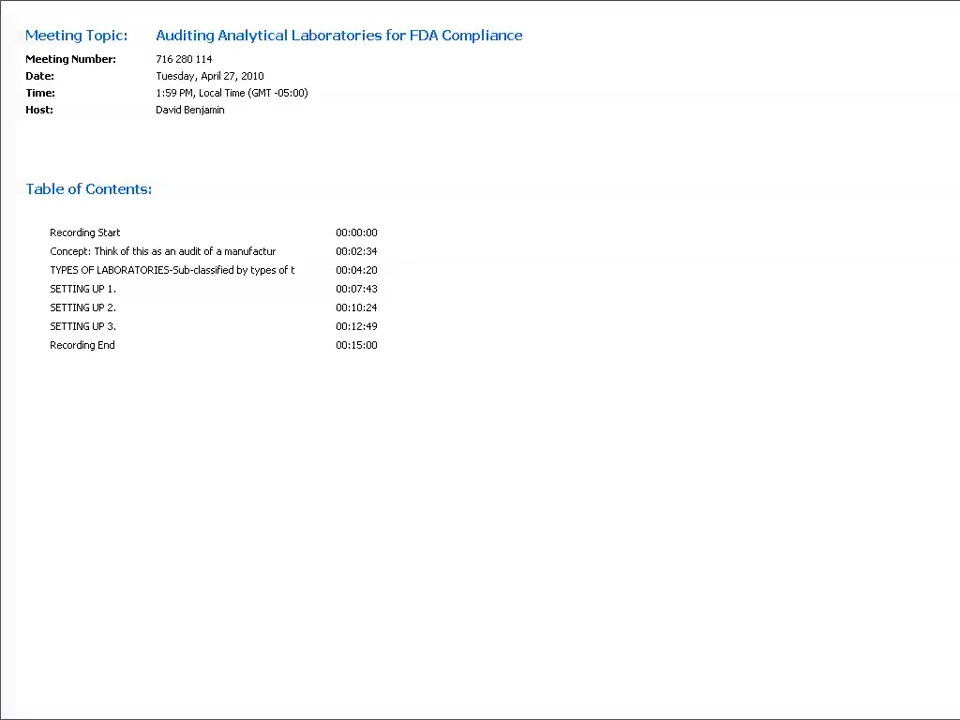 Meeting Topic: Auditing Analytical Laboratories for FDA Compliance
Meeting Number: 716 280 114
Date: Tuesday, April 27, 2010
Time: 1:59 PM, Local Time (GMT -05:00)
Host: David Benjamin
Table of Contents:
Recording Start 00:00:00
Concept: Think of this as an audit of a manufactur 00:02:34
TYPES OF LABORATORIES-Sub-classified by types of t 00:04:20
SETTING UP 1. 00:07:43
SETTING UP 2. 00:10:24
SETTING UP 3. 00:12:49
Recording End 00:15:00